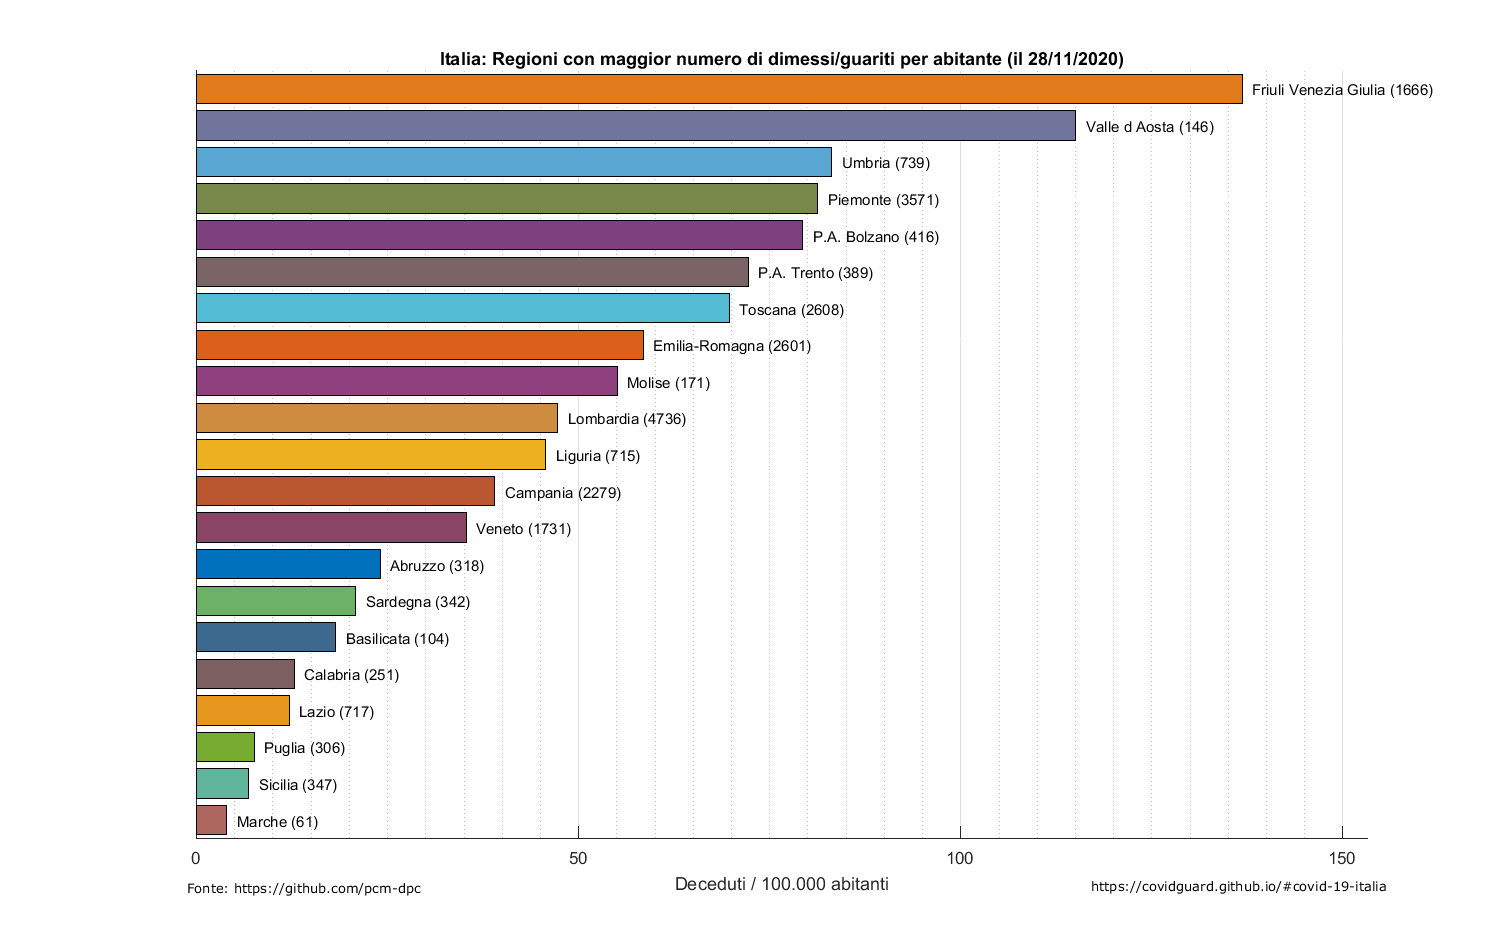 Italia: Regioni con maggior numero di dimessi/guariti per abitante (il 28/11/2020)
Friuli Venezia Giulia (1666)
Valle d Aosta (146)
Umbria (739)
Piemonte (3571)
P.A. Bolzano (416)
P.A. Trento (389)
Toscana (2608)
Emilia-Romagna (2601)
Molise (171)
Lombardia (4736)
Liguria (715)
Campania (2279)
Veneto (1731)
Abruzzo (318)
Sardegna (342)
Basilicata (104)
Calabria (251)
Lazio (717)
Puglia (306)
Sicilia (347)
Marche (61)
0 50 100 150
Deceduti / 100.000 abitanti
Fonte: https://github.com/pcm-dpc
https://covidguard.github.io/#covid-19-italia